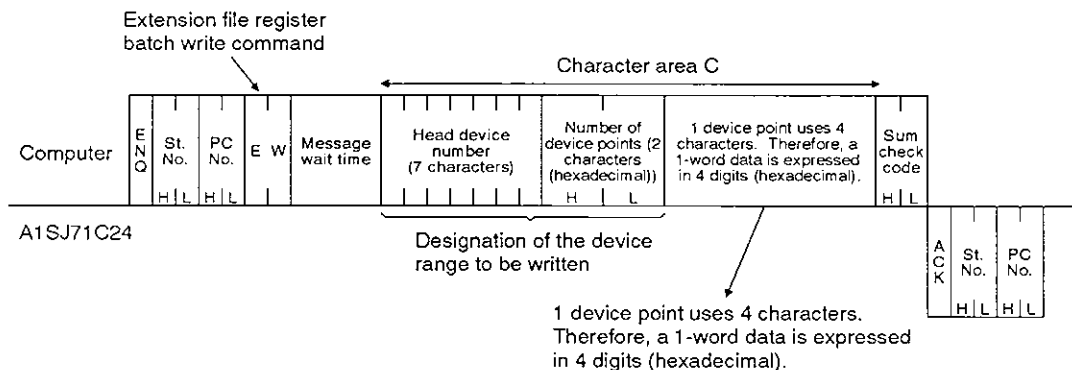 Extension file register
batch write command
Character area C
Computer
E
N
Q
St.
No.
H L
PC
No.
H L
E W
Message
wait time
Head device
number
(7 characters)
Number of
device points (2
characters
(hexadecimal))
H L
1 device point uses 4
characters. Therefore, a
1-word data is expressed
in 4 digits (hexadecimal).
Sum
check
code
H L
A1SJ71C24
Designation of the device
range to be written
A
C
K
St.
No.
H L
PC
No.
H L
1 device point uses 4 characters.
Therefore, a 1-word data is expressed
in 4 digits (hexadecimal).